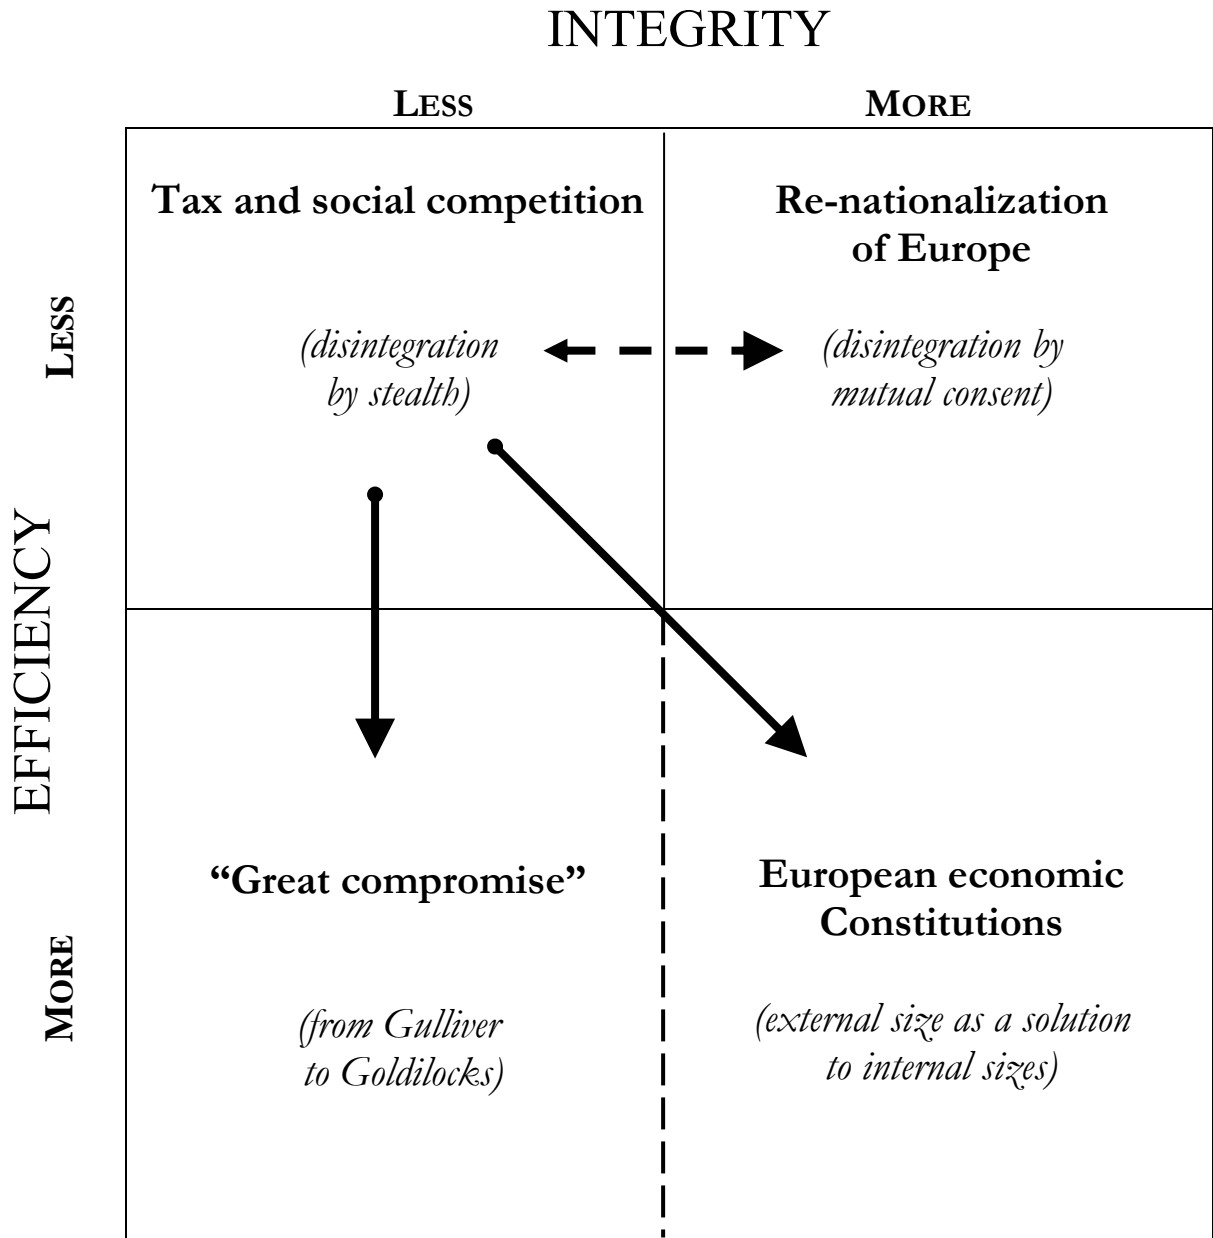 INTEGRITY
LESS
MORE
Tax and social competition
(disintegration
by stealth)
Re-nationalization
of Europe
(disintegration by
mutual consent)
EFFICIENCY
LESS
MORE
“Great compromise”
(from Gulliver
to Goldilocks)
European economic
Constitutions
(external size as a solution
to internal sizes)